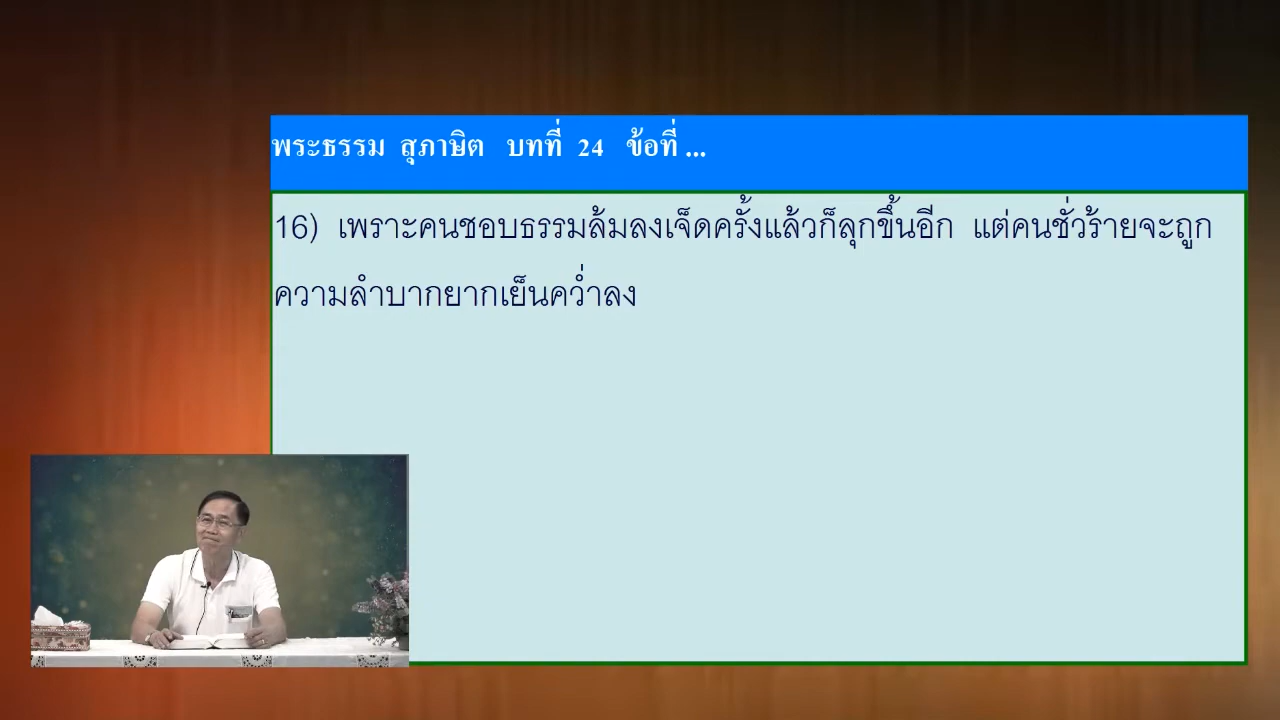 พระธรรม สุภาษิต บทที่ 24 ข้อที่ ...
16) เพราะคนชอบธรรมล้มลงเจ็ดครั้งแล้วก็ลุกขึ้นอีก แต่คนชั่วร้ายจะถูก
ความลำบากยากเย็นคว่ำลง